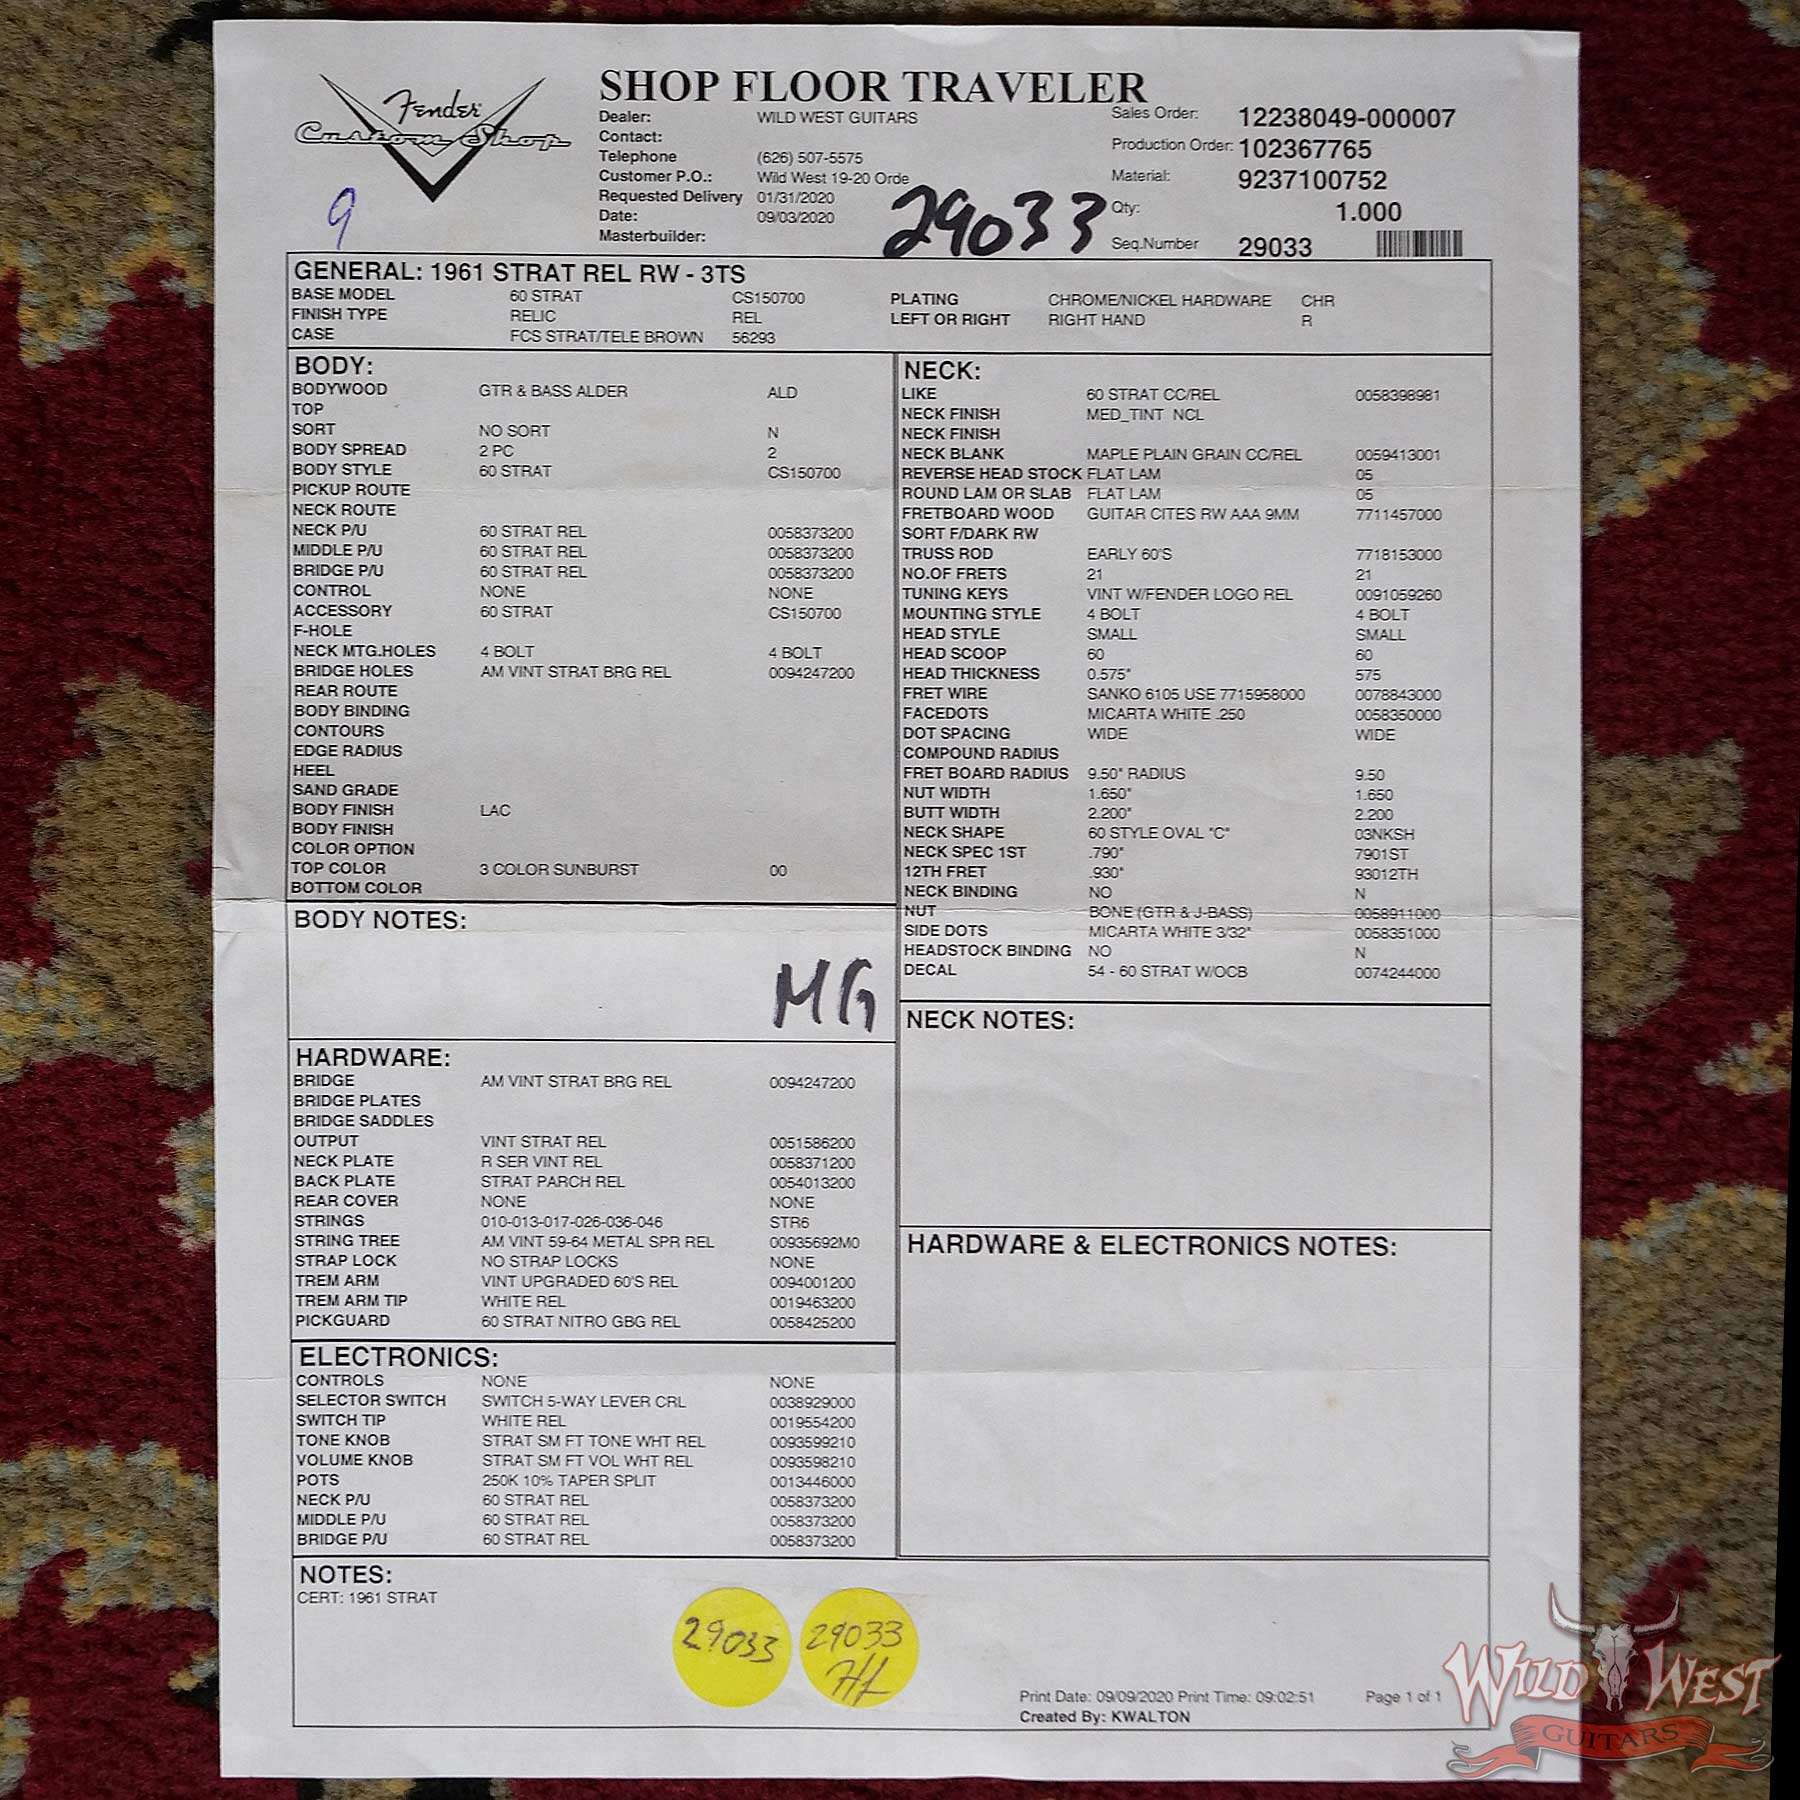 Fender
Custom Shop
9
SHOP FLOOR TRAVELER
Dealer: WILD WEST GUITARS
Contact:
Telephone (626) 507-5575
Customer P.O.: Wild West 19-20 Orde
Requested Delivery 01/31/2020
Date: 09/03/2020
Masterbuilder:
29033
Sales Order: 12238049-000007
Production Order: 102367765
Material: 9237100752
Qty: 1.000
Seq.Number 29033
GENERAL: 1961 STRAT REL RW - 3TS
BASE MODEL 60 STRAT CS150700
FINISH TYPE RELIC REL
CASE FCS STRAT/TELE BROWN 56293
PLATING CHROME/NICKEL HARDWARE CHR
LEFT OR RIGHT RIGHT HAND R
BODY:
BODYWOOD GTR & BASS ALDER ALD
TOP
SORT NO SORT N
BODY SPREAD 2 PC 2
BODY STYLE 60 STRAT CS150700
PICKUP ROUTE
NECK ROUTE
NECK P/U 60 STRAT REL 0058373200
MIDDLE P/U 60 STRAT REL 0058373200
BRIDGE P/U 60 STRAT REL 0058373200
CONTROL NONE NONE
ACCESSORY 60 STRAT CS150700
F-HOLE
NECK MTG.HOLES 4 BOLT 4 BOLT
BRIDGE HOLES AM VINT STRAT BRG REL 0094247200
REAR ROUTE
BODY BINDING
CONTOURS
EDGE RADIUS
HEEL
SAND GRADE
BODY FINISH LAC
BODY FINISH
COLOR OPTION
TOP COLOR 3 COLOR SUNBURST 00
BOTTOM COLOR
BODY NOTES:
MG
HARDWARE:
BRIDGE AM VINT STRAT BRG REL 0094247200
BRIDGE PLATES
BRIDGE SADDLES
OUTPUT VINT STRAT REL 0051586200
NECK PLATE R SER VINT REL 0058371200
BACK PLATE STRAT PARCH REL 0054013200
REAR COVER NONE NONE
STRINGS 010-013-017-026-036-046 STR6
STRING TREE AM VINT 59-64 METAL SPR REL 00935692M0
STRAP LOCK NO STRAP LOCKS NONE
TREM ARM VINT UPGRADED 60'S REL 0094001200
TREM ARM TIP WHITE REL 0019463200
PICKGUARD 60 STRAT NITRO GBG REL 0058425200
ELECTRONICS:
CONTROLS NONE NONE
SELECTOR SWITCH SWITCH 5-WAY LEVER CRL 0038929000
SWITCH TIP WHITE REL 0019554200
TONE KNOB STRAT SM FT TONE WHT REL 0093599210
VOLUME KNOB STRAT SM FT VOL WHT REL 0093598210
POTS 250K 10% TAPER SPLIT 0013446000
NECK P/U 60 STRAT REL 0058373200
MIDDLE P/U 60 STRAT REL 0058373200
BRIDGE P/U 60 STRAT REL 0058373200
NECK:
LIKE 60 STRAT CC/REL 0058398981
NECK FINISH MED_TINT NCL
NECK FINISH
NECK BLANK MAPLE PLAIN GRAIN CC/REL 0059413001
REVERSE HEAD STOCK FLAT LAM 05
ROUND LAM OR SLAB FLAT LAM 05
FRETBOARD WOOD GUITAR CITES RW AAA 9MM 7711457000
SORT F/DARK RW
TRUSS ROD EARLY 60'S 7718153000
NO.OF FRETS 21 21
TUNING KEYS VINT W/FENDER LOGO REL 0091059260
MOUNTING STYLE 4 BOLT 4 BOLT
HEAD STYLE SMALL SMALL
HEAD SCOOP 60 60
HEAD THICKNESS 0.575" 575
FRET WIRE SANKO 6105 USE 7715958000 0078843000
FACEDOTS MICARTA WHITE .250 0058350000
DOT SPACING WIDE WIDE
COMPOUND RADIUS
FRET BOARD RADIUS 9.50" RADIUS 9.50
NUT WIDTH 1.650" 1.650
BUTT WIDTH 2.200" 2.200
NECK SHAPE 60 STYLE OVAL "C" 03NKSH
NECK SPEC 1ST .790" 7901ST
12TH FRET .930" 93012TH
NECK BINDING NO N
NUT BONE (GTR & J-BASS) 0058911000
SIDE DOTS MICARTA WHITE 3/32" 0058351000
HEADSTOCK BINDING NO N
DECAL 54 - 60 STRAT W/OCB 0074244000
NECK NOTES:
HARDWARE & ELECTRONICS NOTES:
NOTES:
CERT: 1961 STRAT
29033
29033
Print Date: 09/09/2020 Print Time: 09:02:51 Page 1 of 1
Created By: KWALTON
WILD WEST
GUITARS